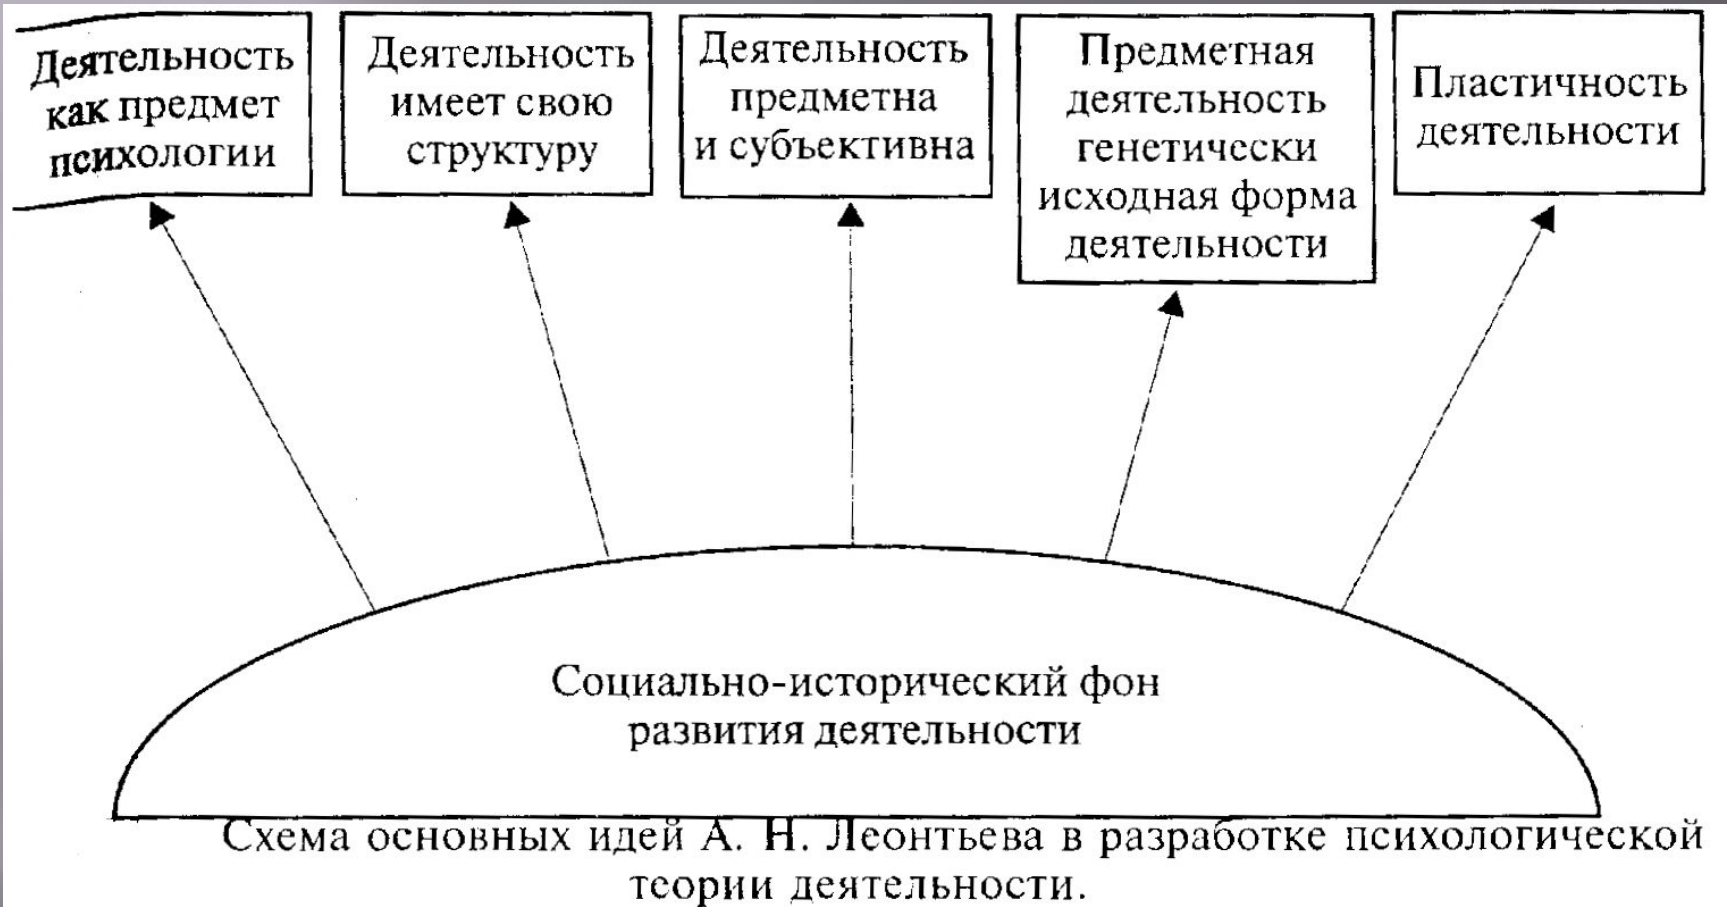 Деятельность
как предмет
психологии
Деятельность
имеет свою
структуру
Деятельность
предметна
и субъективна
Предметная
деятельность
генетически
исходная форма
деятельности
Пластичность
деятельности
Социально-исторический фон
развития деятельности
Схема основных идей А. Н. Леонтьева в разработке психологической
теории деятельности.